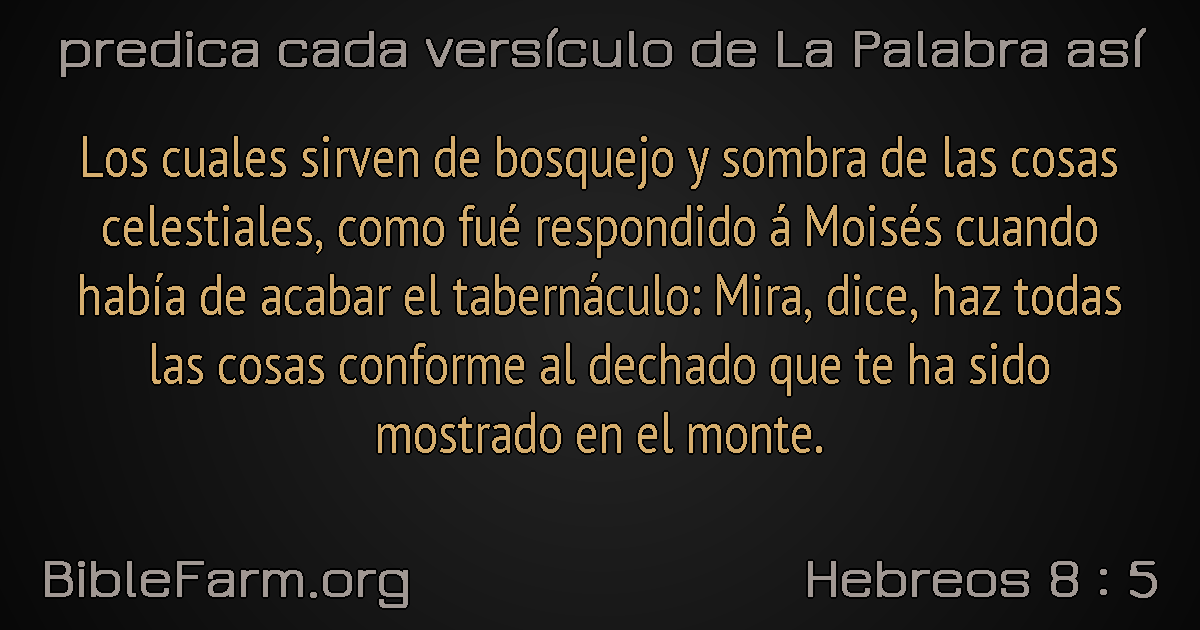 predica cada versículo de La Palabra así
Los cuales sirven de bosquejo y sombra de las cosas
celestiales, como fué respondido á Moisés cuando
había de acabar el tabernáculo: Mira, dice, haz todas
las cosas conforme al dechado que te ha sido
mostrado en el monte.
BibleFarm.org
Hebreos 8 : 5